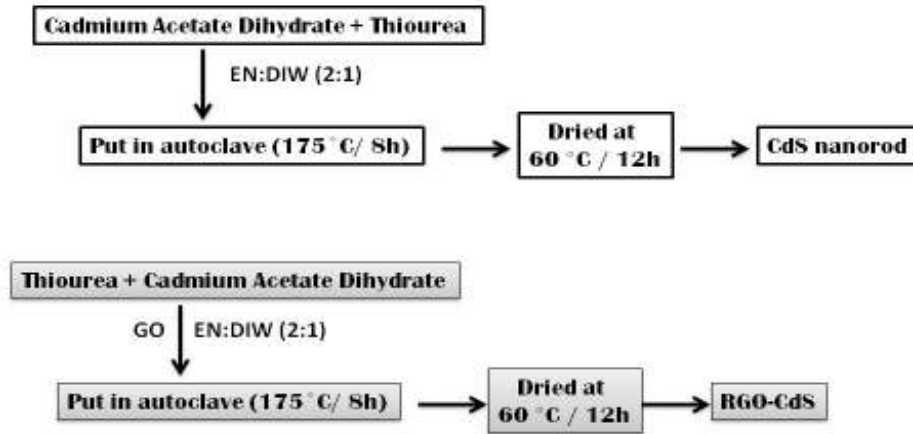 Cadmium Acetate Dihydrate + Thiourea
EN:DIW (2:1)
Put in autoclave (175 °C/ 8h)
Dried at
60 °C / 12h
CdS nanorod
Thiourea + Cadmium Acetate Dihydrate
GO
EN:DIW (2:1)
Put in autoclave (175 °C/ 8h)
Dried at
60 °C / 12h
RGO-CdS